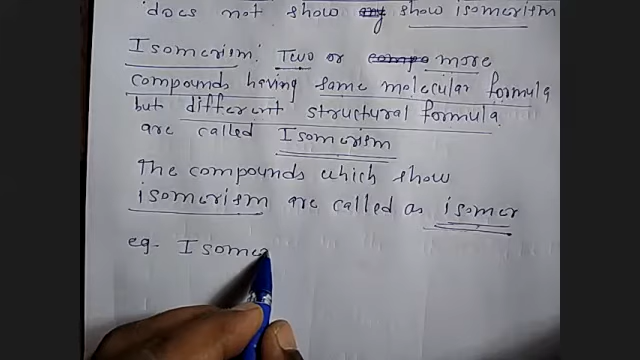 does not show show isomerism
Isomerism: Two or more
compounds having same molecular formula
but different structural formula
are called Isomerism
The compounds which show
isomerism are called as isomer
eg- Isome